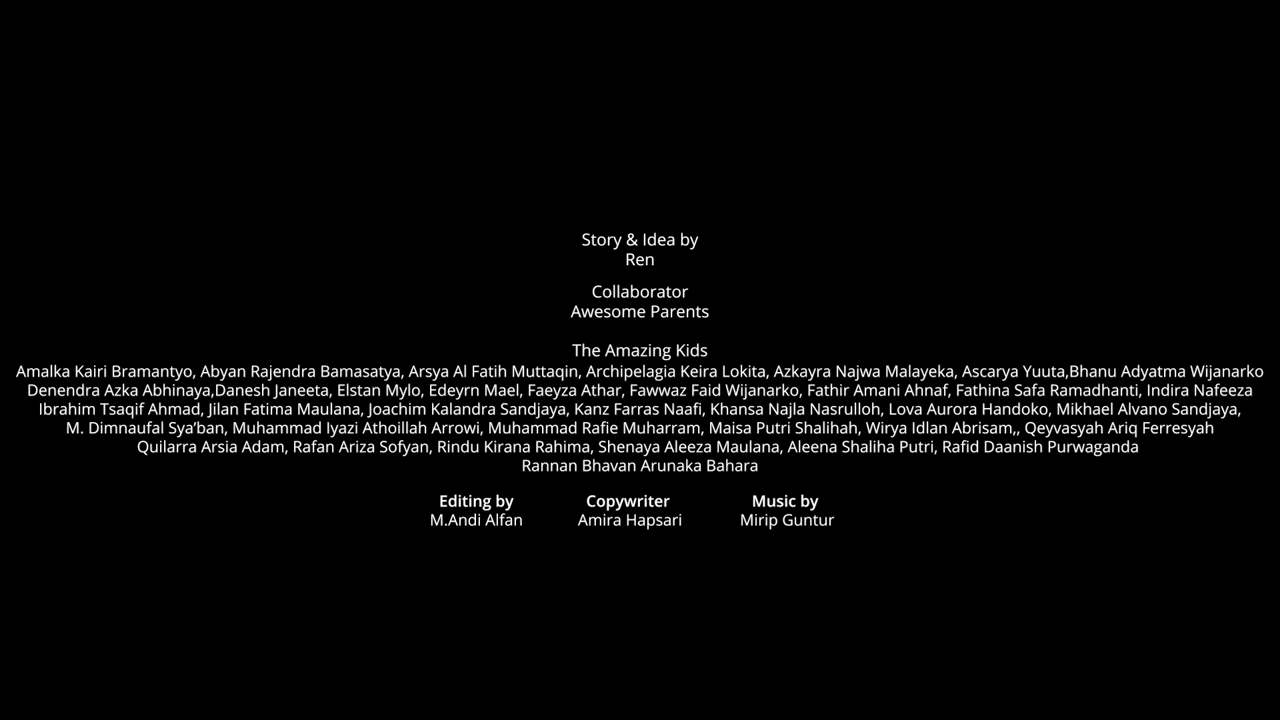 Story & Idea by
Ren
Collaborator
Awesome Parents
The Amazing Kids
Amalka Kairi Bramantyo, Abyan Rajendra Bamasatya, Arsya Al Fatih Muttaqin, Archipelagia Keira Lokita, Azkayra Najwa Malayeka, Ascarya Yuuta,Bhanu Adyatma Wijanarko
Denendra Azka Abhinaya,Danesh Janeeta, Elstan Mylo, Edeyrn Mael, Faeyza Athar, Fawwaz Faid Wijanarko, Fathir Amani Ahnaf, Fathina Safa Ramadhanti, Indira Nafeeza
Ibrahim Tsaqif Ahmad, Jilan Fatima Maulana, Joachim Kalandra Sandjaya, Kanz Farras Naafi, Khansa Najla Nasrulloh, Lova Aurora Handoko, Mikhael Alvano Sandjaya,
M. Dimnaufal Sya’ban, Muhammad Iyazi Athoillah Arrowi, Muhammad Rafie Muharram, Maisa Putri Shalihah, Wirya Idlan Abrisam,, Qeyvasyah Ariq Ferresyah
Quilarra Arsia Adam, Rafan Ariza Sofyan, Rindu Kirana Rahima, Shenaya Aleeza Maulana, Aleena Shaliha Putri, Rafid Daanish Purwaganda
Rannan Bhavan Arunaka Bahara
Editing by
M.Andi Alfan
Copywriter
Amira Hapsari
Music by
Mirip Guntur